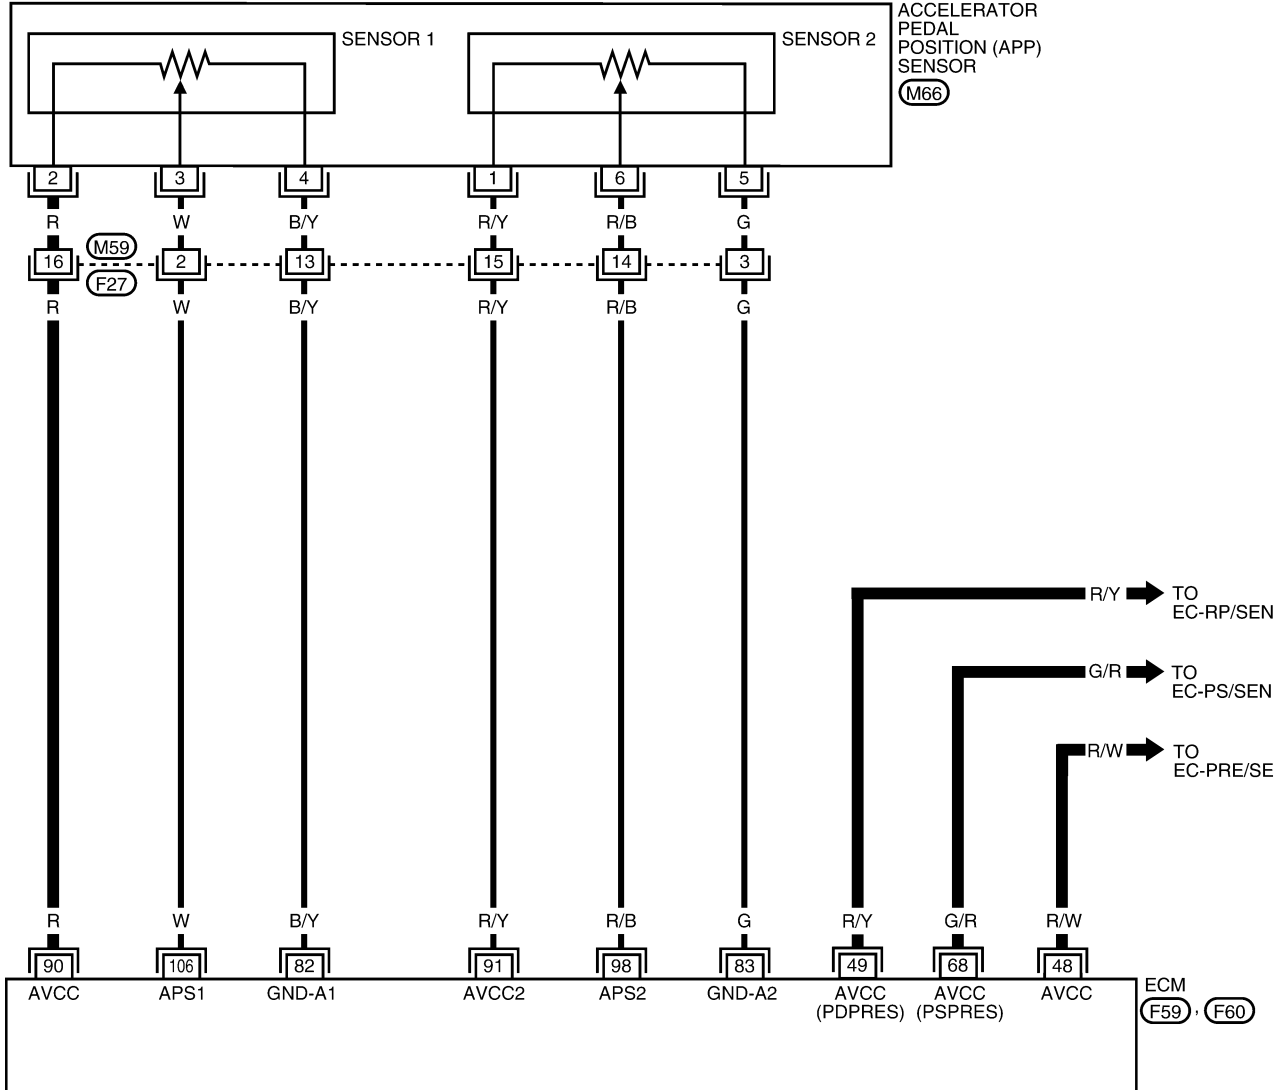 SENSOR 1
SENSOR 2
ACCELERATOR
PEDAL
POSITION (APP)
SENSOR
M66
2 3 4 1 6 5
R W B/Y R/Y R/B G
M59
16 2 13 15 14 3
F27
R W B/Y R/Y R/B G
R/Y TO
EC-RP/SEN
G/R TO
EC-PS/SEN
R/W TO
EC-PRE/SE
R W B/Y R/Y R/B G R/Y G/R R/W
90 106 82 91 98 83 49 68 48
AVCC APS1 GND-A1 AVCC2 APS2 GND-A2 AVCC AVCC AVCC
(PDPRES) (PSPRES)
ECM
F59 , F60